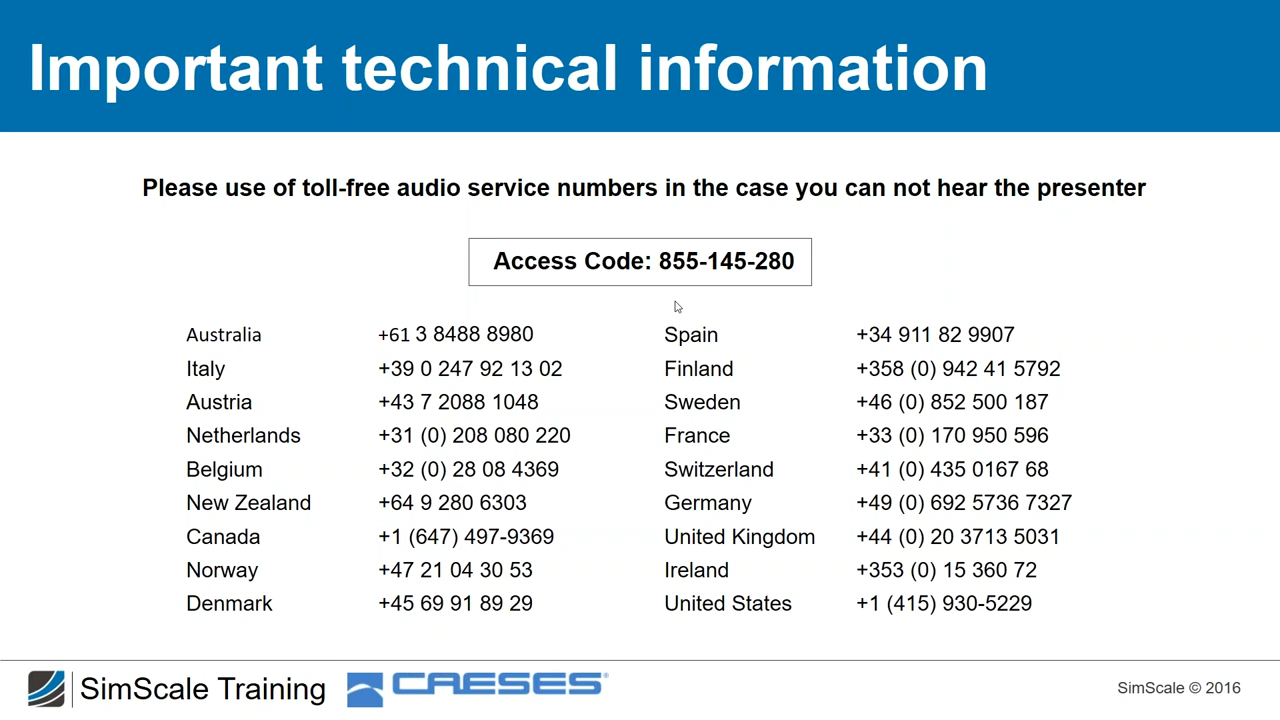 Important technical information
Please use of toll-free audio service numbers in the case you can not hear the presenter
Access Code: 855-145-280
Australia +61 3 8488 8980 Spain +34 911 82 9907
Italy +39 0 247 92 13 02 Finland +358 (0) 942 41 5792
Austria +43 7 2088 1048 Sweden +46 (0) 852 500 187
Netherlands +31 (0) 208 080 220 France +33 (0) 170 950 596
Belgium +32 (0) 28 08 4369 Switzerland +41 (0) 435 0167 68
New Zealand +64 9 280 6303 Germany +49 (0) 692 5736 7327
Canada +1 (647) 497-9369 United Kingdom +44 (0) 20 3713 5031
Norway +47 21 04 30 53 Ireland +353 (0) 15 360 72
Denmark +45 69 91 89 29 United States +1 (415) 930-5229
SimScale Training CAESES® SimScale © 2016